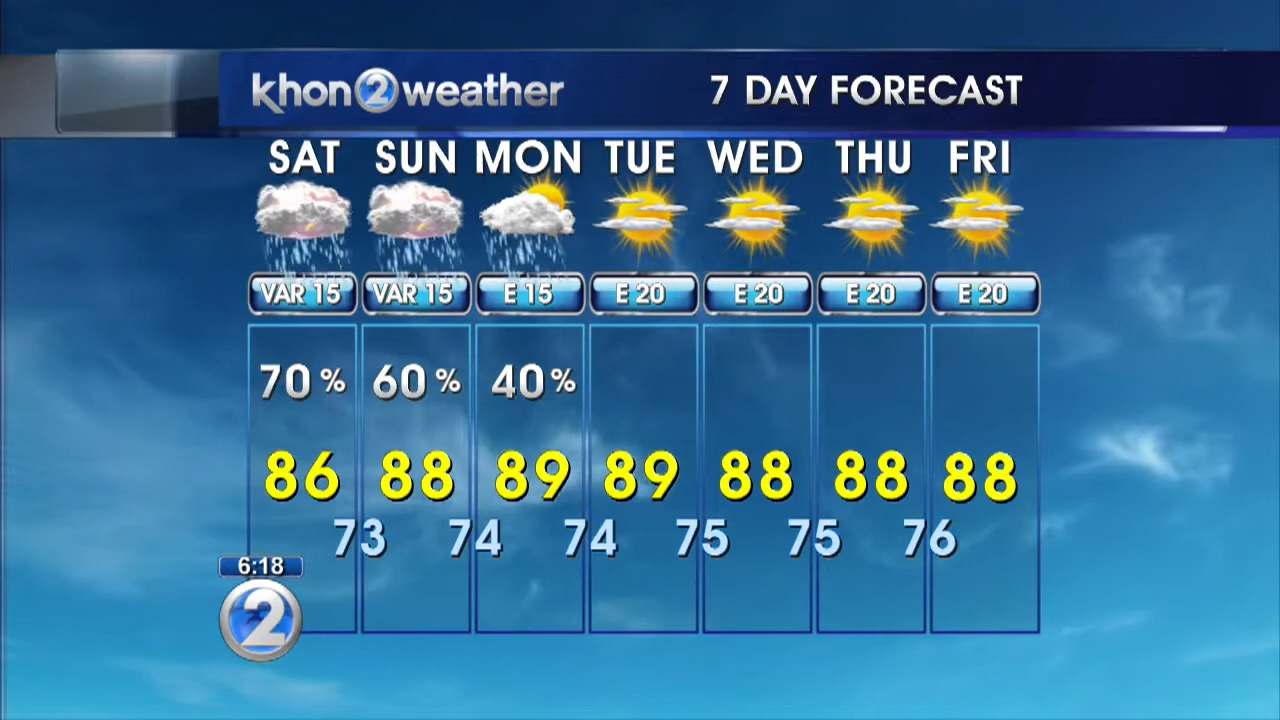 khon2weather 7 DAY FORECAST
SAT SUN MON TUE WED THU FRI
VAR 15 VAR 15 E 15 E 20 E 20 E 20 E 20
70 % 60 % 40 %
86 88 89 89 88 88 88
73 74 74 75 75 76
6:18
2